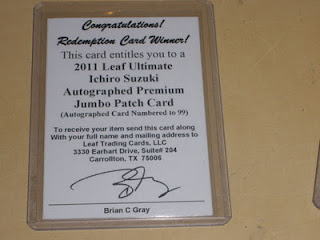 Congratulations!
Redemption Card Winner!
This card entitles you to a
2011 Leaf Ultimate
Ichiro Suzuki
Autographed Premium
Jumbo Patch Card
(Autographed Card Numbered to 99)
To receive your item send this card along
With your full name and mailing address to
Leaf Trading Cards, LLC
3330 Earhart Drive, Suite# 204
Carrollton, TX 75006
Brian C Gray